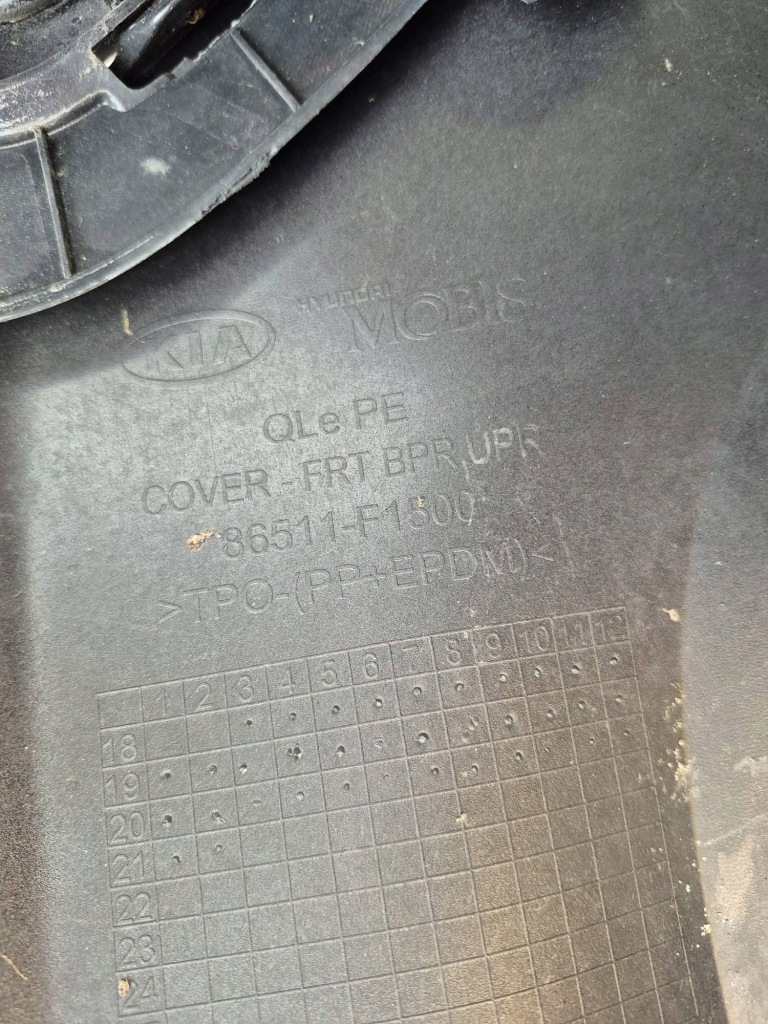 KIA
HYUNDAI
MOBIS
QLe PE
COVER - FRT BPR,UPR
86511-F1500
>TPO-(PP+EPDM)<
1 2 3 4 5 6 7 8 9 10 11 12
18
19
20
21
22
23
24